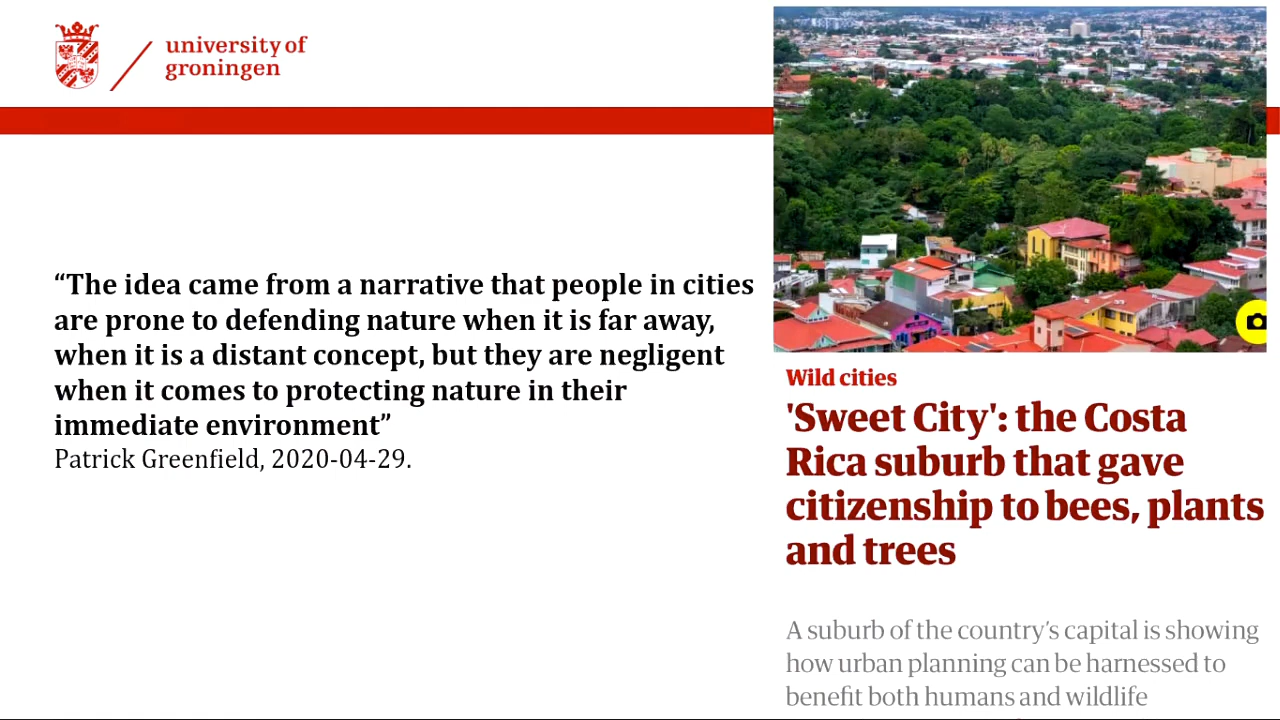 university of
groningen
“The idea came from a narrative that people in cities
are prone to defending nature when it is far away,
when it is a distant concept, but they are negligent
when it comes to protecting nature in their
immediate environment”
Patrick Greenfield, 2020-04-29.
Wild cities
'Sweet City': the Costa
Rica suburb that gave
citizenship to bees, plants
and trees
A suburb of the country’s capital is showing
how urban planning can be harnessed to
benefit both humans and wildlife